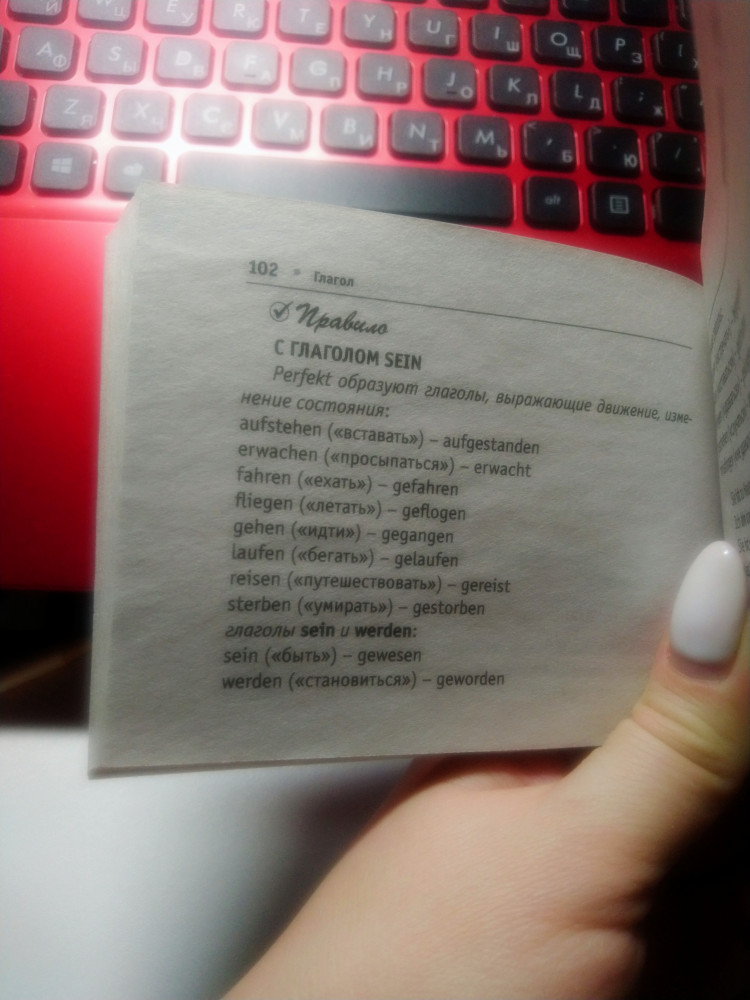 E У R К T Е Y Н U Г I Ш O Щ P З
A Ф S Ы D В F А G П H Р J О K Л L Д ; Ж
Z Я X Ч C С V М B И N Т M Ь , Б . Ю /
alt
102 • Глагол
Правило
С ГЛАГОЛОМ SEIN
Perfekt образуют глаголы, выражающие движение, изме-
нение состояния:
aufstehen («вставать») – aufgestanden
erwachen («просыпаться») – erwacht
fahren («ехать») – gefahren
fliegen («летать») – geflogen
gehen («идти») – gegangen
laufen («бегать») – gelaufen
reisen («путешествовать») – gereist
sterben («умирать») – gestorben
глаголы sein и werden:
sein («быть») – gewesen
werden («становиться») – geworden